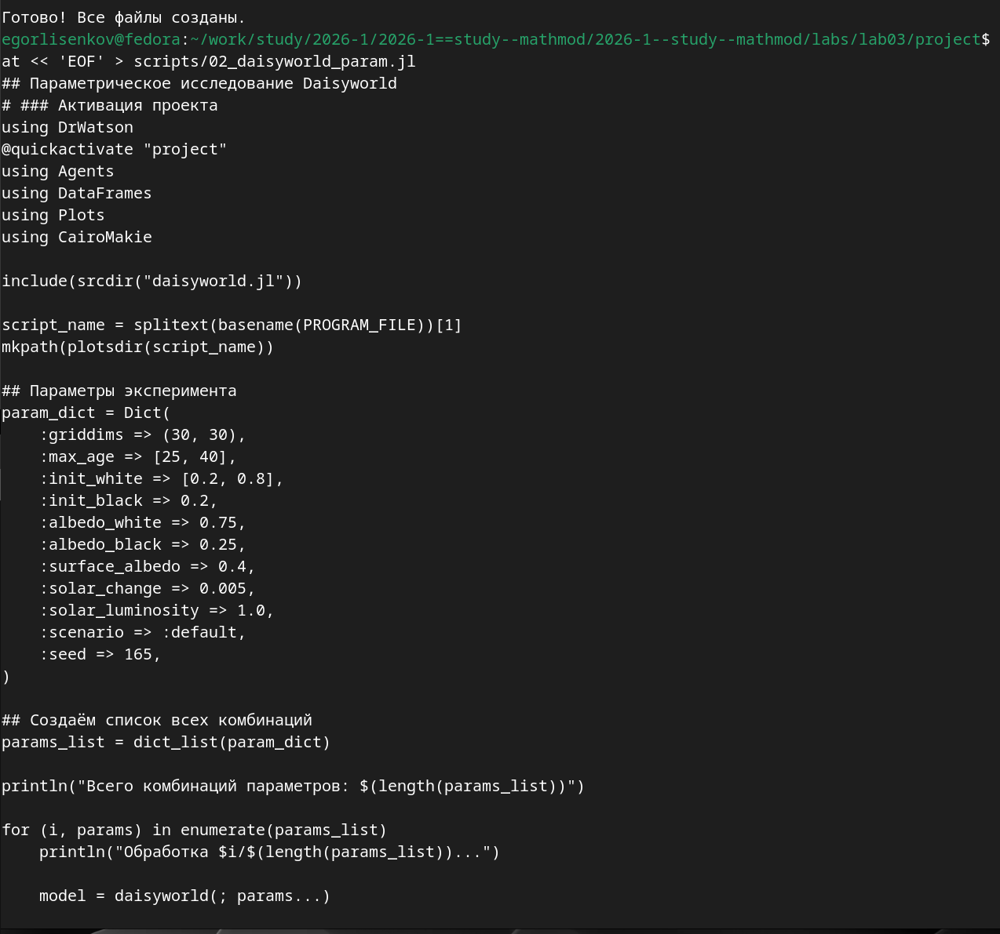 Готово! Все файлы созданы.
egorlisenkov@fedora:~/work/study/2026-1/2026-1==study--mathmod/2026-1--study--mathmod/labs/lab03/project$
at << 'EOF' > scripts/02_daisyworld_param.jl
## Параметрическое исследование Daisyworld
# ### Активация проекта
using DrWatson
@quickactivate "project"
using Agents
using DataFrames
using Plots
using CairoMakie

include(srcdir("daisyworld.jl"))

script_name = splitext(basename(PROGRAM_FILE))[1]
mkpath(plotsdir(script_name))

## Параметры эксперимента
param_dict = Dict(
    :griddims => (30, 30),
    :max_age => [25, 40],
    :init_white => [0.2, 0.8],
    :init_black => 0.2,
    :albedo_white => 0.75,
    :albedo_black => 0.25,
    :surface_albedo => 0.4,
    :solar_change => 0.005,
    :solar_luminosity => 1.0,
    :scenario => :default,
    :seed => 165,
)

## Создаём список всех комбинаций
params_list = dict_list(param_dict)

println("Всего комбинаций параметров: $(length(params_list))")

for (i, params) in enumerate(params_list)
    println("Обработка $i/$(length(params_list))...")

    model = daisyworld(; params...)